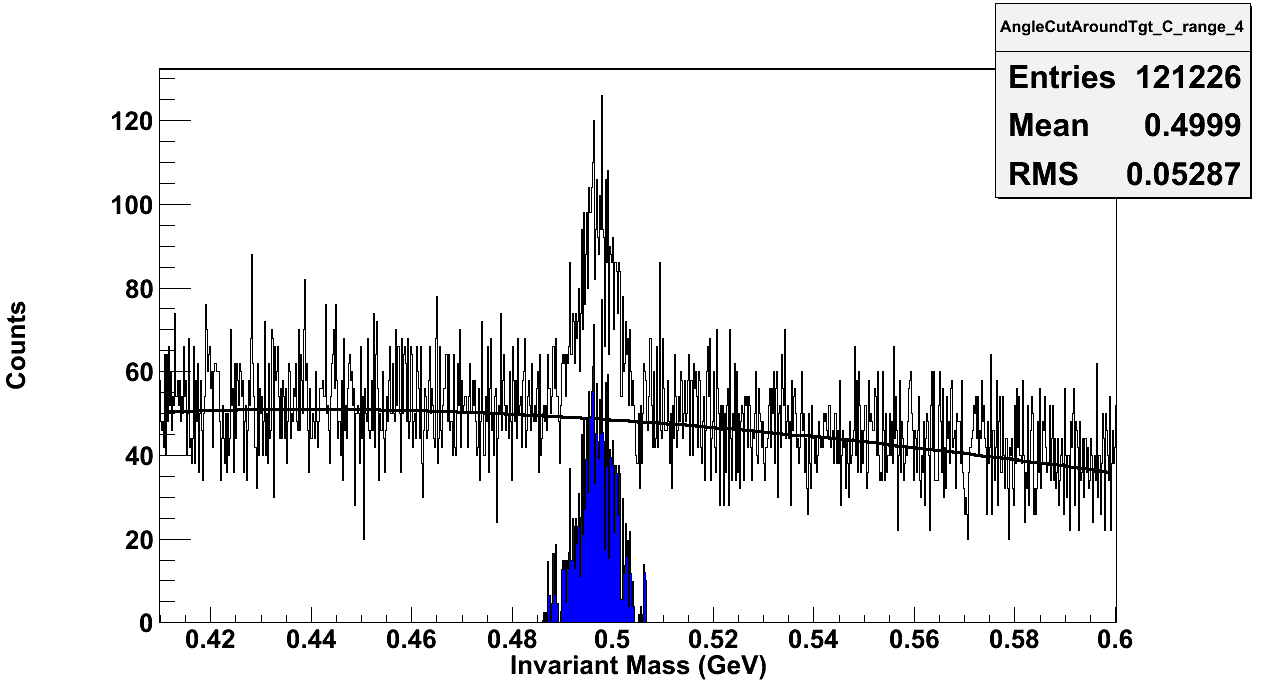 AngleCutAroundTgt_C_range_4
Entries 121226
Mean 0.4999
RMS 0.05287
Counts
120
100
80
60
40
20
0
0.42 0.44 0.46 0.48 0.5 0.52 0.54 0.56 0.58 0.6
Invariant Mass (GeV)